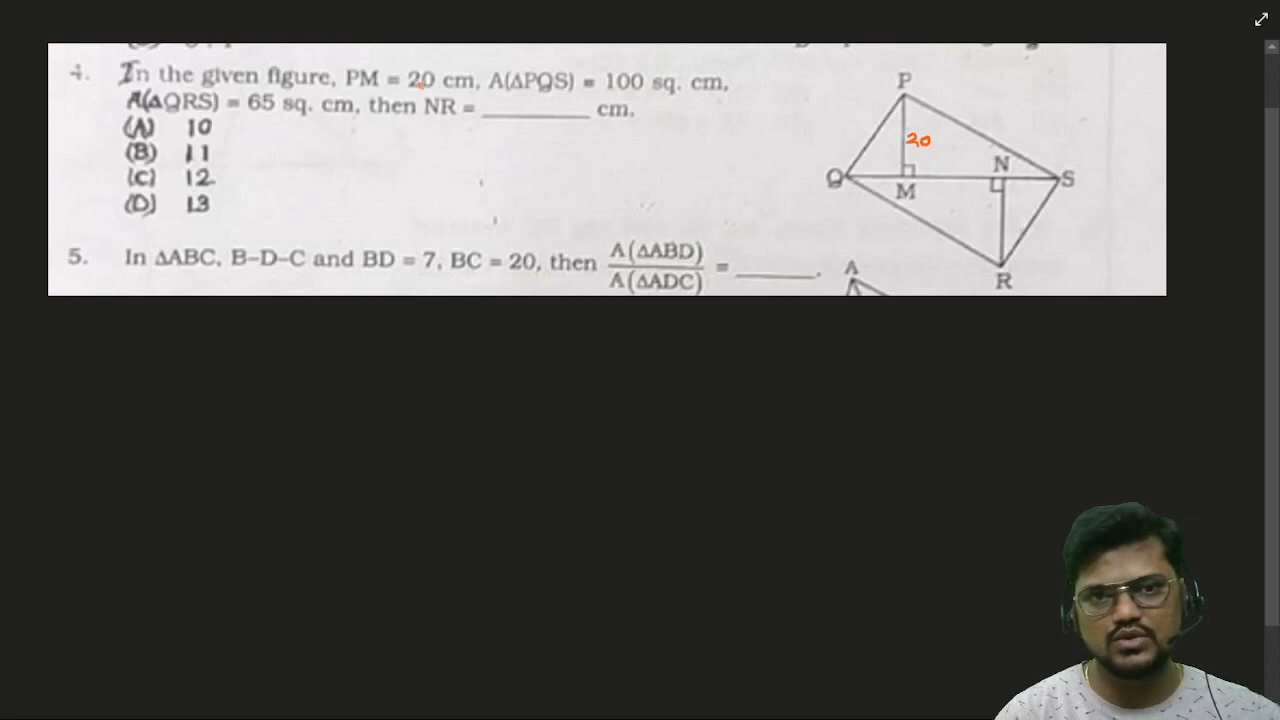 4. In the given figure, PM = 20 cm, A(ΔPQS) = 100 sq. cm,
A(ΔQRS) = 65 sq. cm, then NR = ________ cm.
(A) 10
(B) 11
(C) 12
(D) 13
P
20
Q
M
N
S
R
5. In ΔABC, B–D–C and BD = 7, BC = 20, then A(ΔABD)/A(ΔADC) = ______.
A